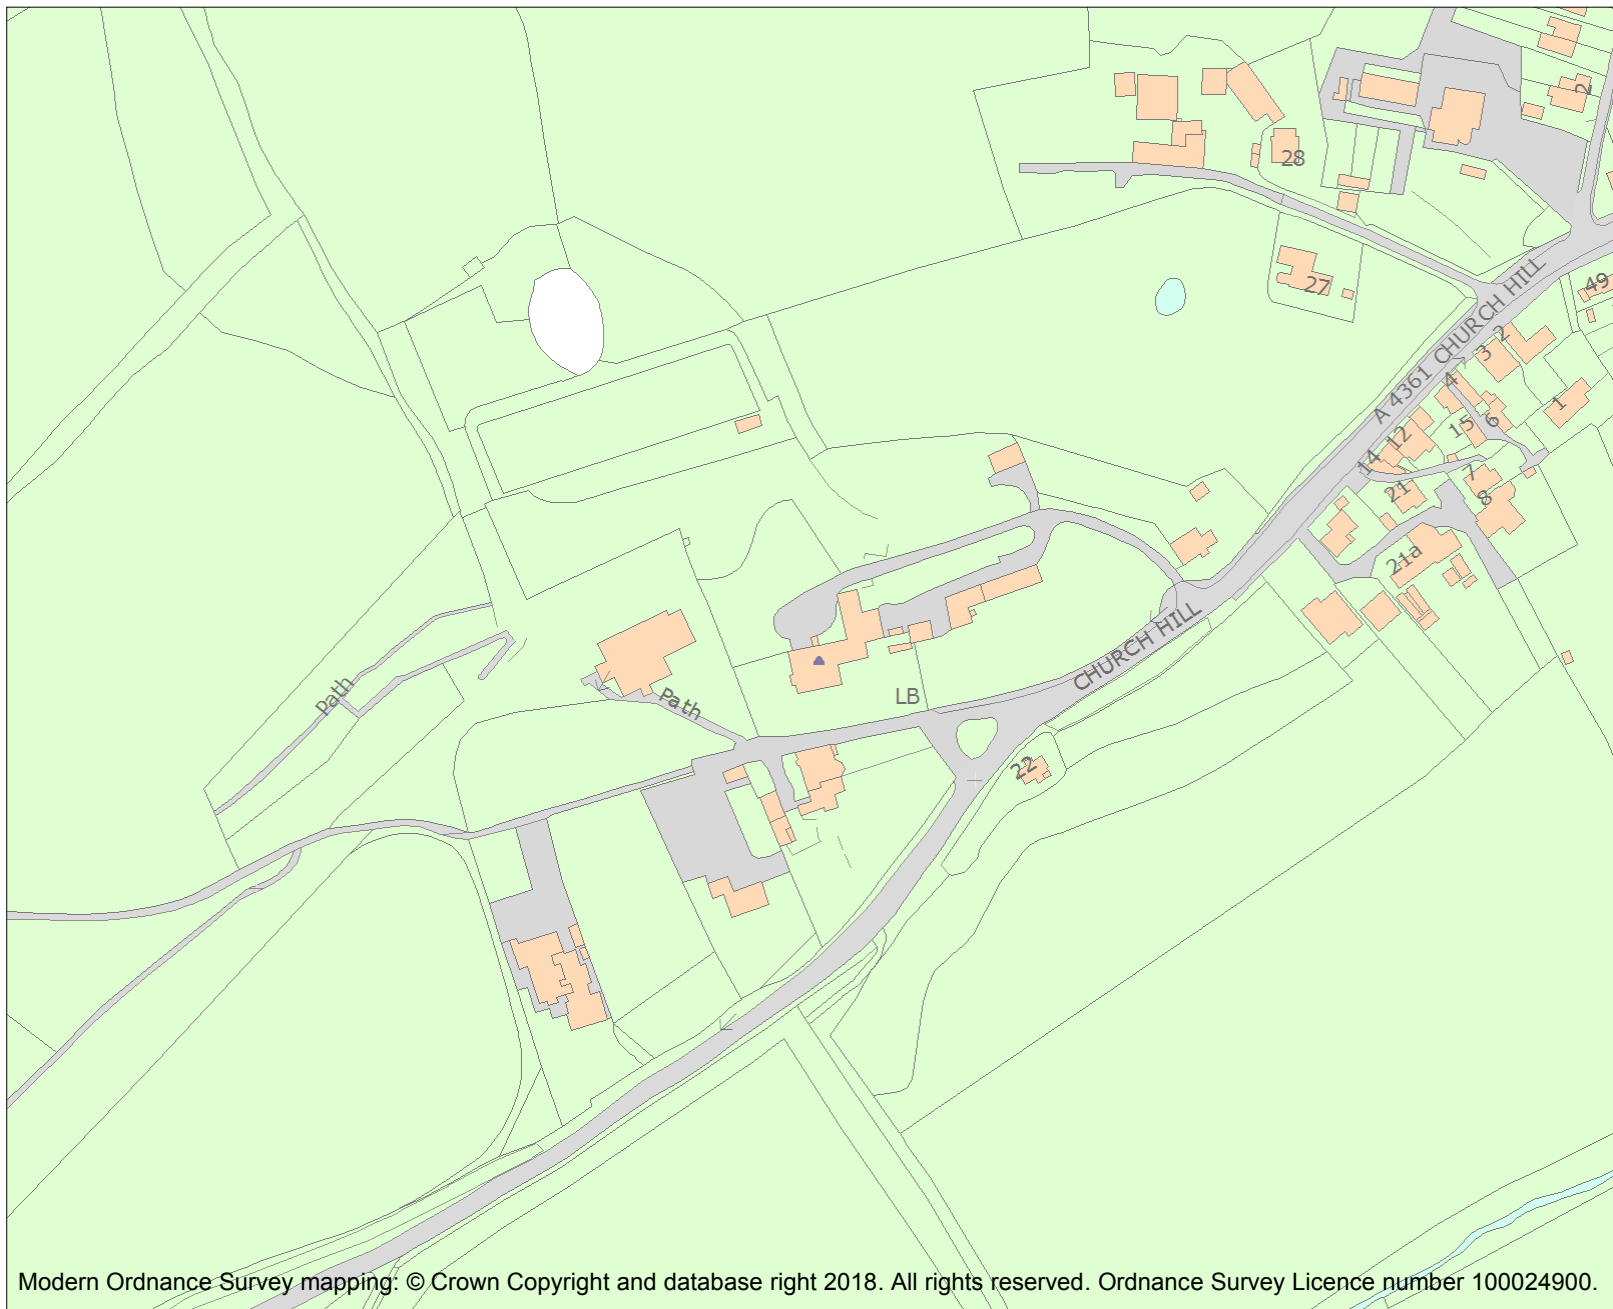 2
28
27
49
A 4361 CHURCH HILL
2
3
4
1
6
15
12
14
7
21
8
21a
CHURCH HILL
Path
Path
LB
22
Modern Ordnance Survey mapping: © Crown Copyright and database right 2018. All rights reserved. Ordnance Survey Licence number 100024900.